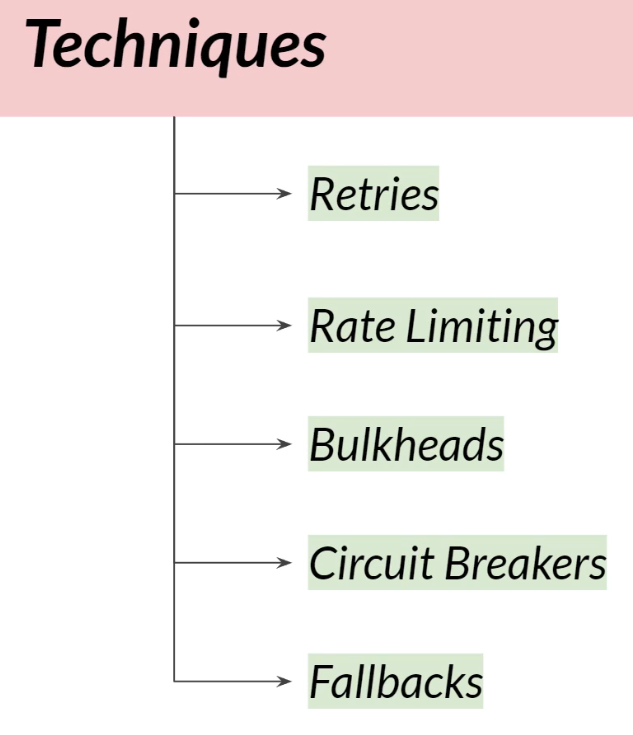 Techniques
Retries
Rate Limiting
Bulkheads
Circuit Breakers
Fallbacks